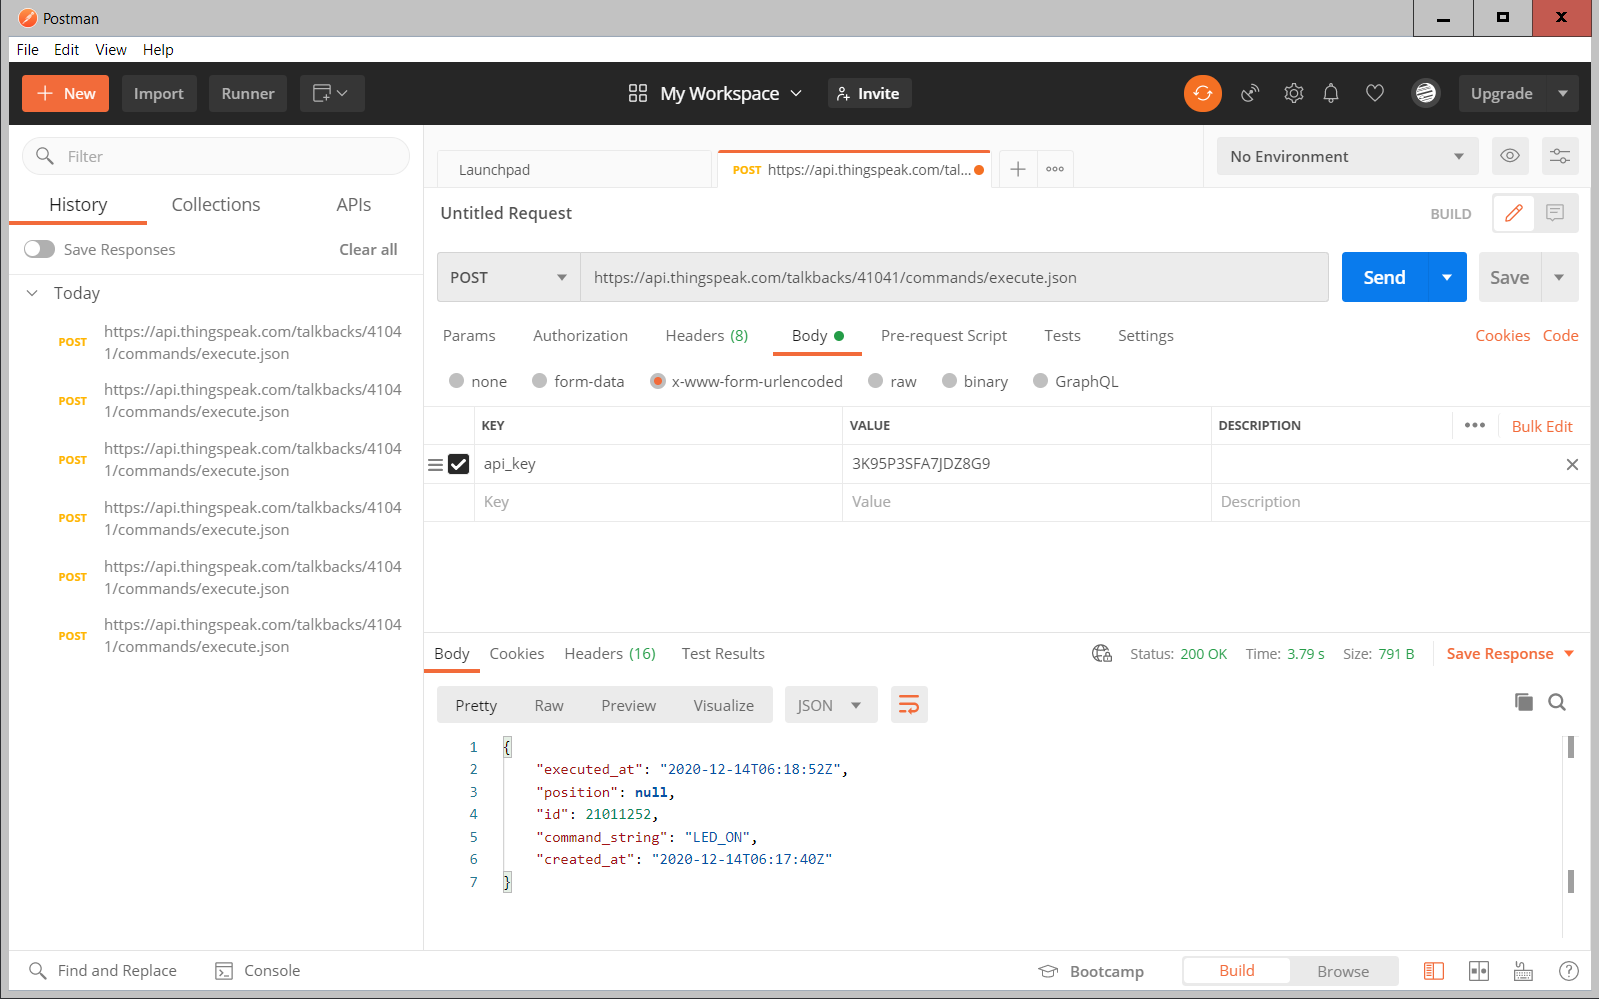 Postman
File Edit View Help
New Import Runner My Workspace Invite Upgrade
Filter
History Collections APIs
Save Responses Clear all
Today
POST https://api.thingspeak.com/talkbacks/4104
1/commands/execute.json
POST https://api.thingspeak.com/talkbacks/4104
1/commands/execute.json
POST https://api.thingspeak.com/talkbacks/4104
1/commands/execute.json
POST https://api.thingspeak.com/talkbacks/4104
1/commands/execute.json
POST https://api.thingspeak.com/talkbacks/4104
1/commands/execute.json
POST https://api.thingspeak.com/talkbacks/4104
1/commands/execute.json
Launchpad POST https://api.thingspeak.com/tal... No Environment
Untitled Request BUILD
POST https://api.thingspeak.com/talkbacks/41041/commands/execute.json Send Save
Params Authorization Headers (8) Body Pre-request Script Tests Settings Cookies Code
none form-data x-www-form-urlencoded raw binary GraphQL
KEY VALUE DESCRIPTION Bulk Edit
api_key 3K95P3SFA7JDZ8G9
Key Value Description
Body Cookies Headers (16) Test Results Status: 200 OK Time: 3.79 s Size: 791 B Save Response
Pretty Raw Preview Visualize JSON
1 {
2 "executed_at": "2020-12-14T06:18:52Z",
3 "position": null,
4 "id": 21011252,
5 "command_string": "LED_ON",
6 "created_at": "2020-12-14T06:17:40Z"
7 }
Find and Replace Console Bootcamp Build Browse